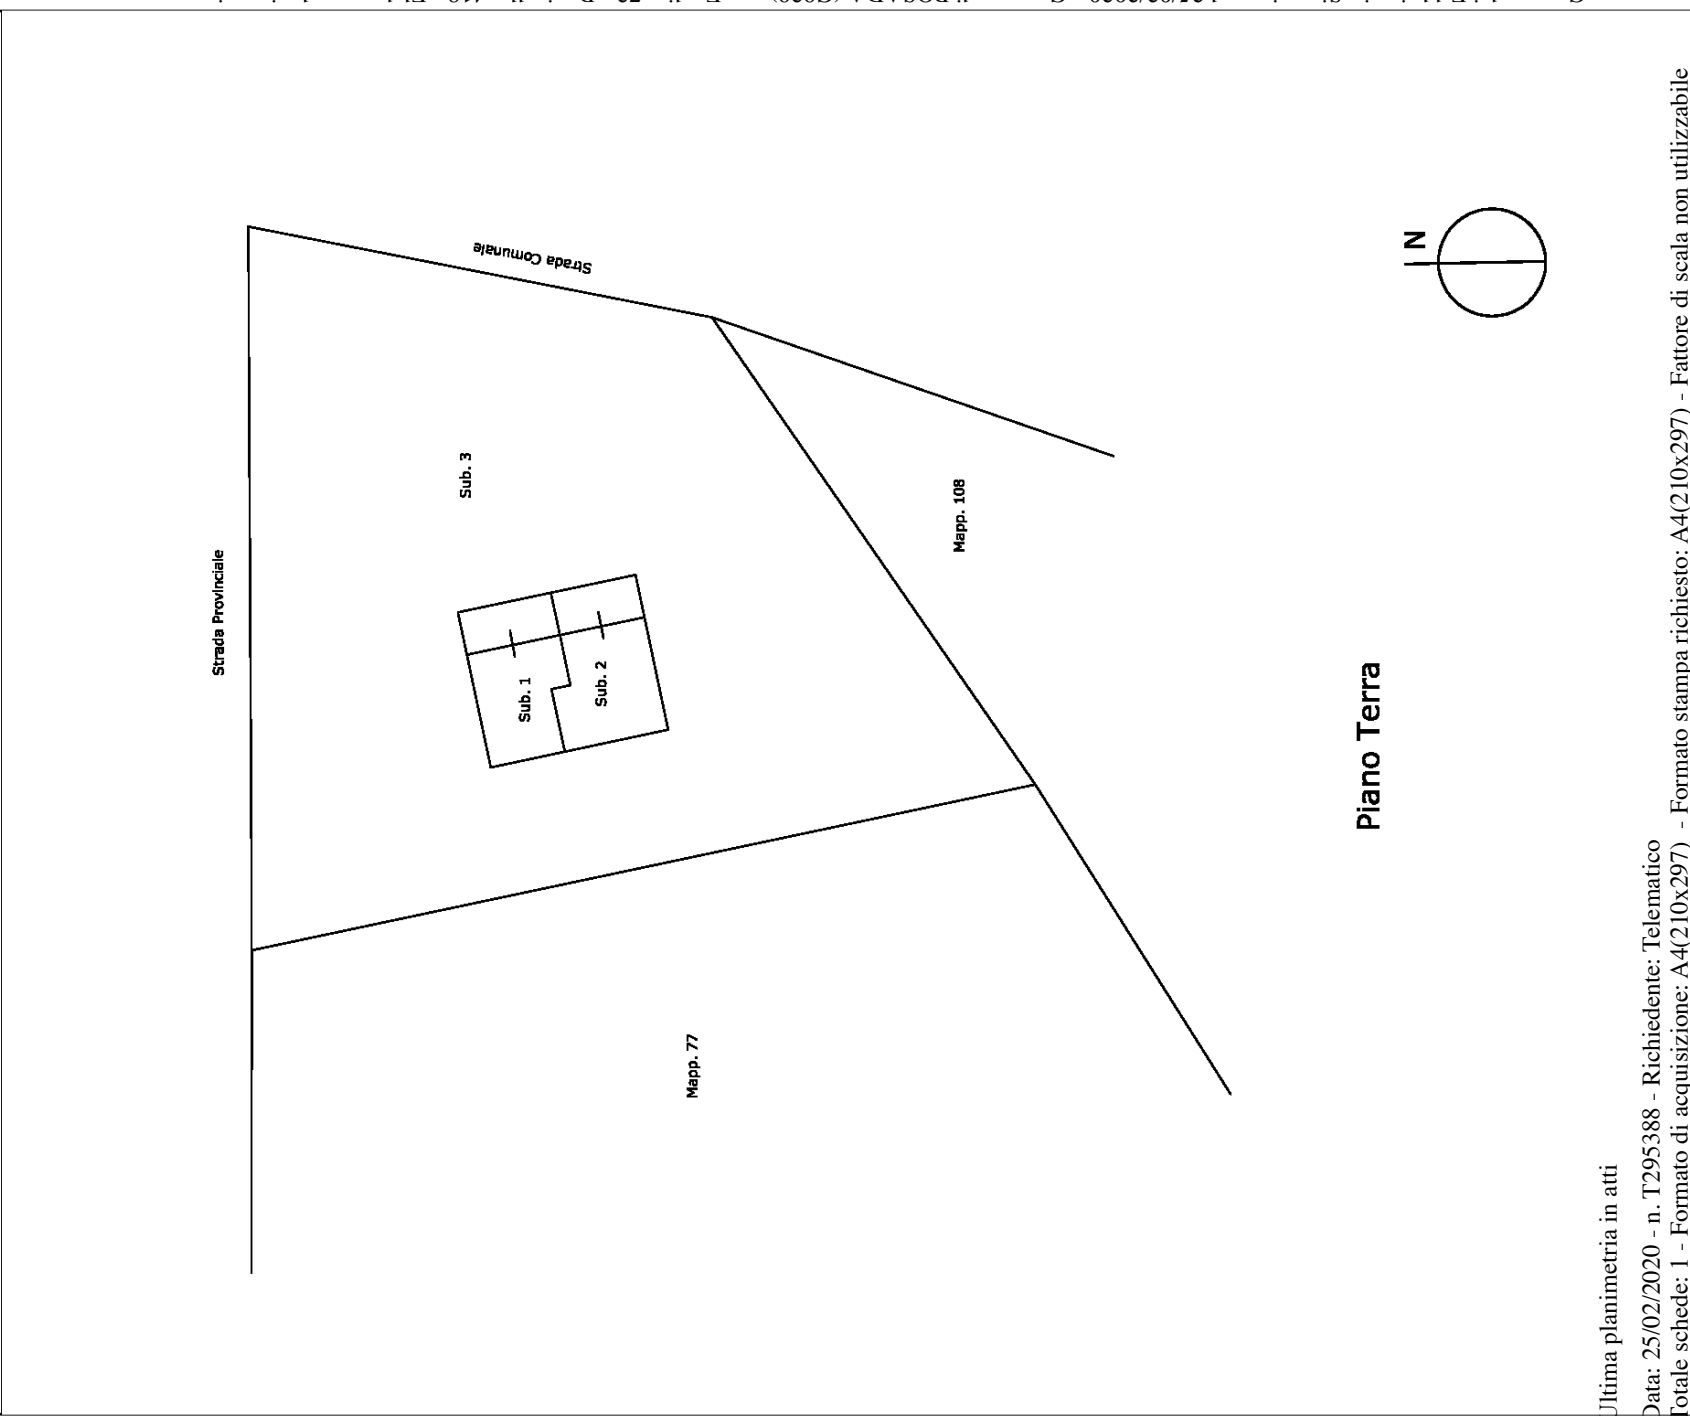 Strada Provinciale
Strada Comunale
Sub. 3
Sub. 1
Sub. 2
Mapp. 108
Mapp. 77
Piano Terra
N
Ultima planimetria in atti
Data: 25/02/2020 - n. T295388 - Richiedente: Telematico
Totale schede: 1 - Formato di acquisizione: A4(210x297) - Formato stampa richiesto: A4(210x297) - Fattore di scala non utilizzabile